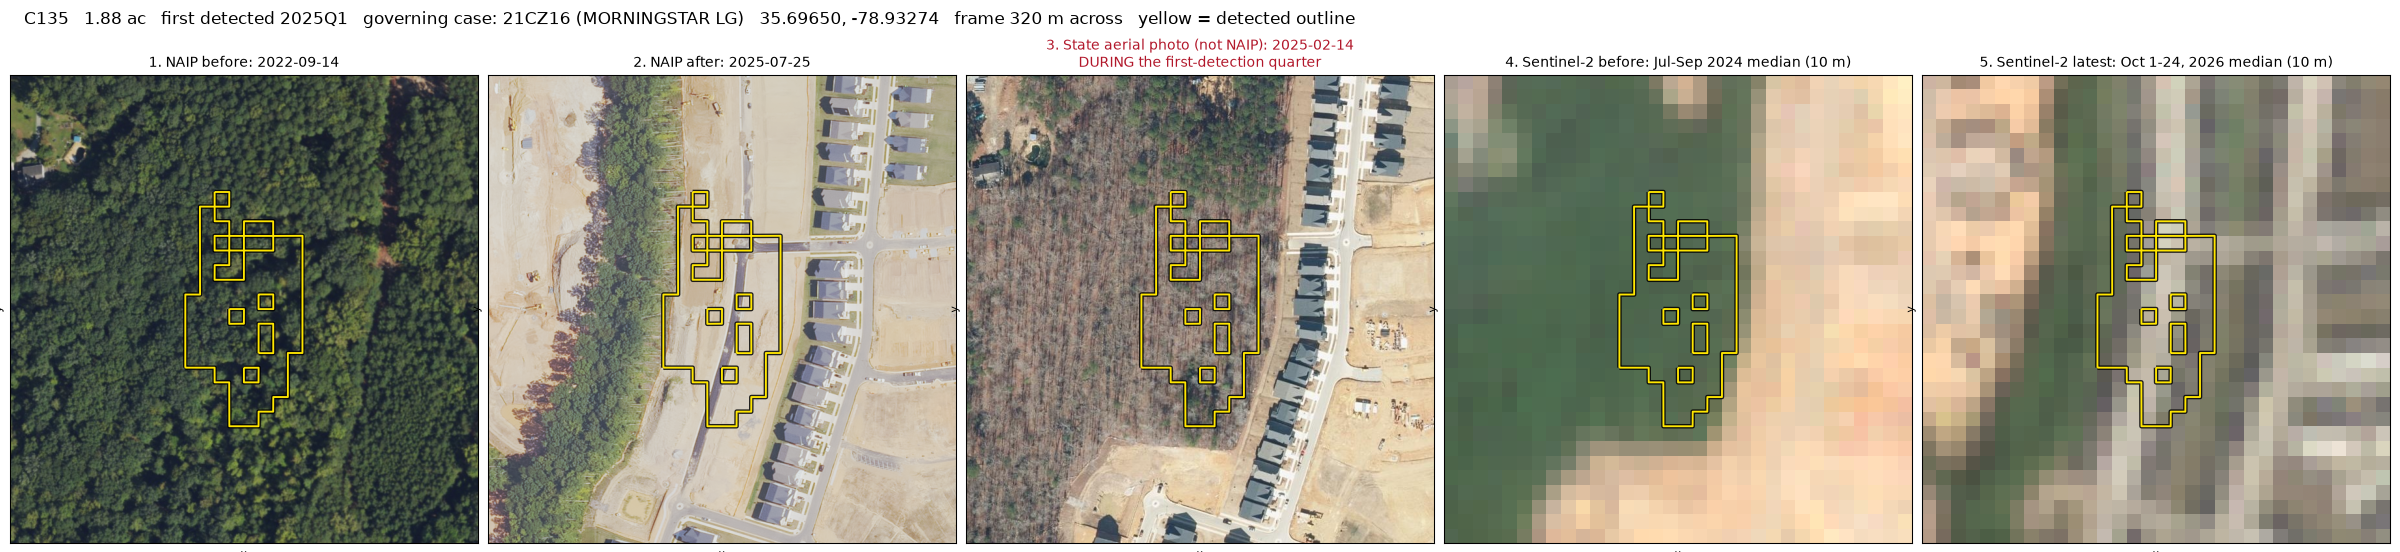 C135   1.88 ac   first detected 2025Q1   governing case: 21CZ16 (MORNINGSTAR LG)   35.69650, -78.93274   frame 320 m across   yellow = detected outline
1. NAIP before: 2022-09-14
2. NAIP after: 2025-07-25
3. State aerial photo (not NAIP): 2025-02-14
DURING the first-detection quarter
4. Sentinel-2 before: Jul-Sep 2024 median (10 m)
5. Sentinel-2 latest: Oct 1-24, 2026 median (10 m)